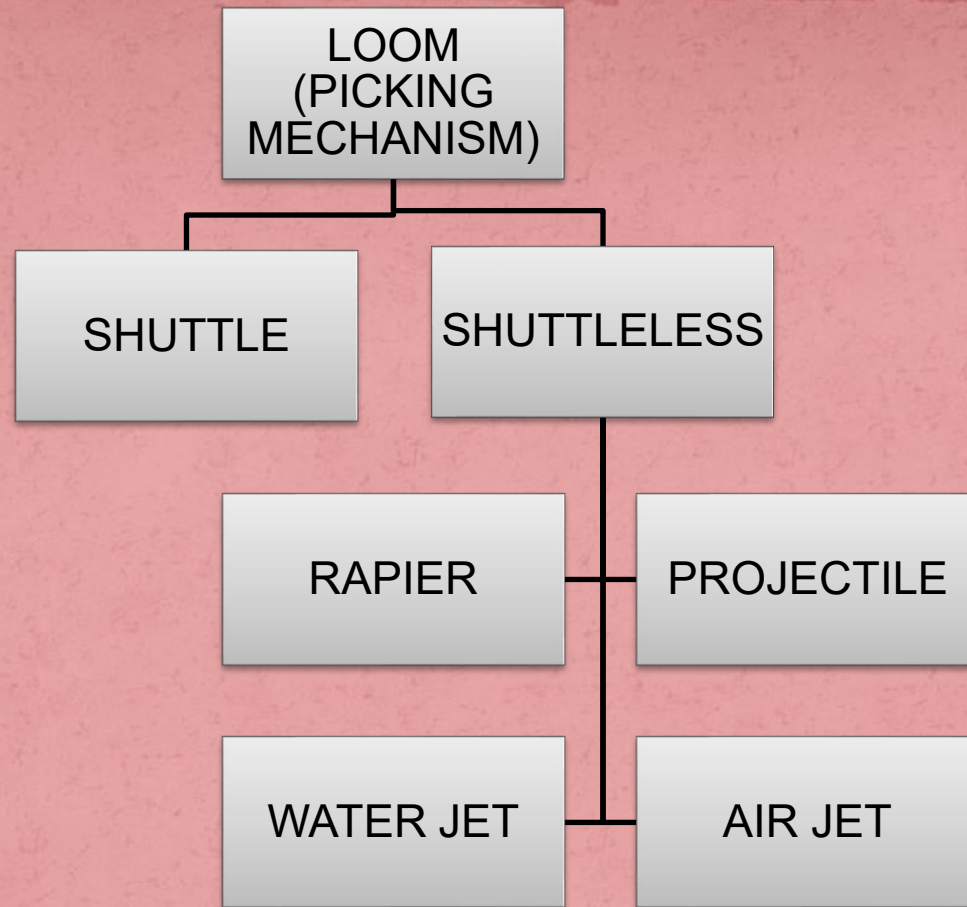 LOOM
(PICKING
MECHANISM)
SHUTTLE
SHUTTLELESS
RAPIER
PROJECTILE
WATER JET
AIR JET